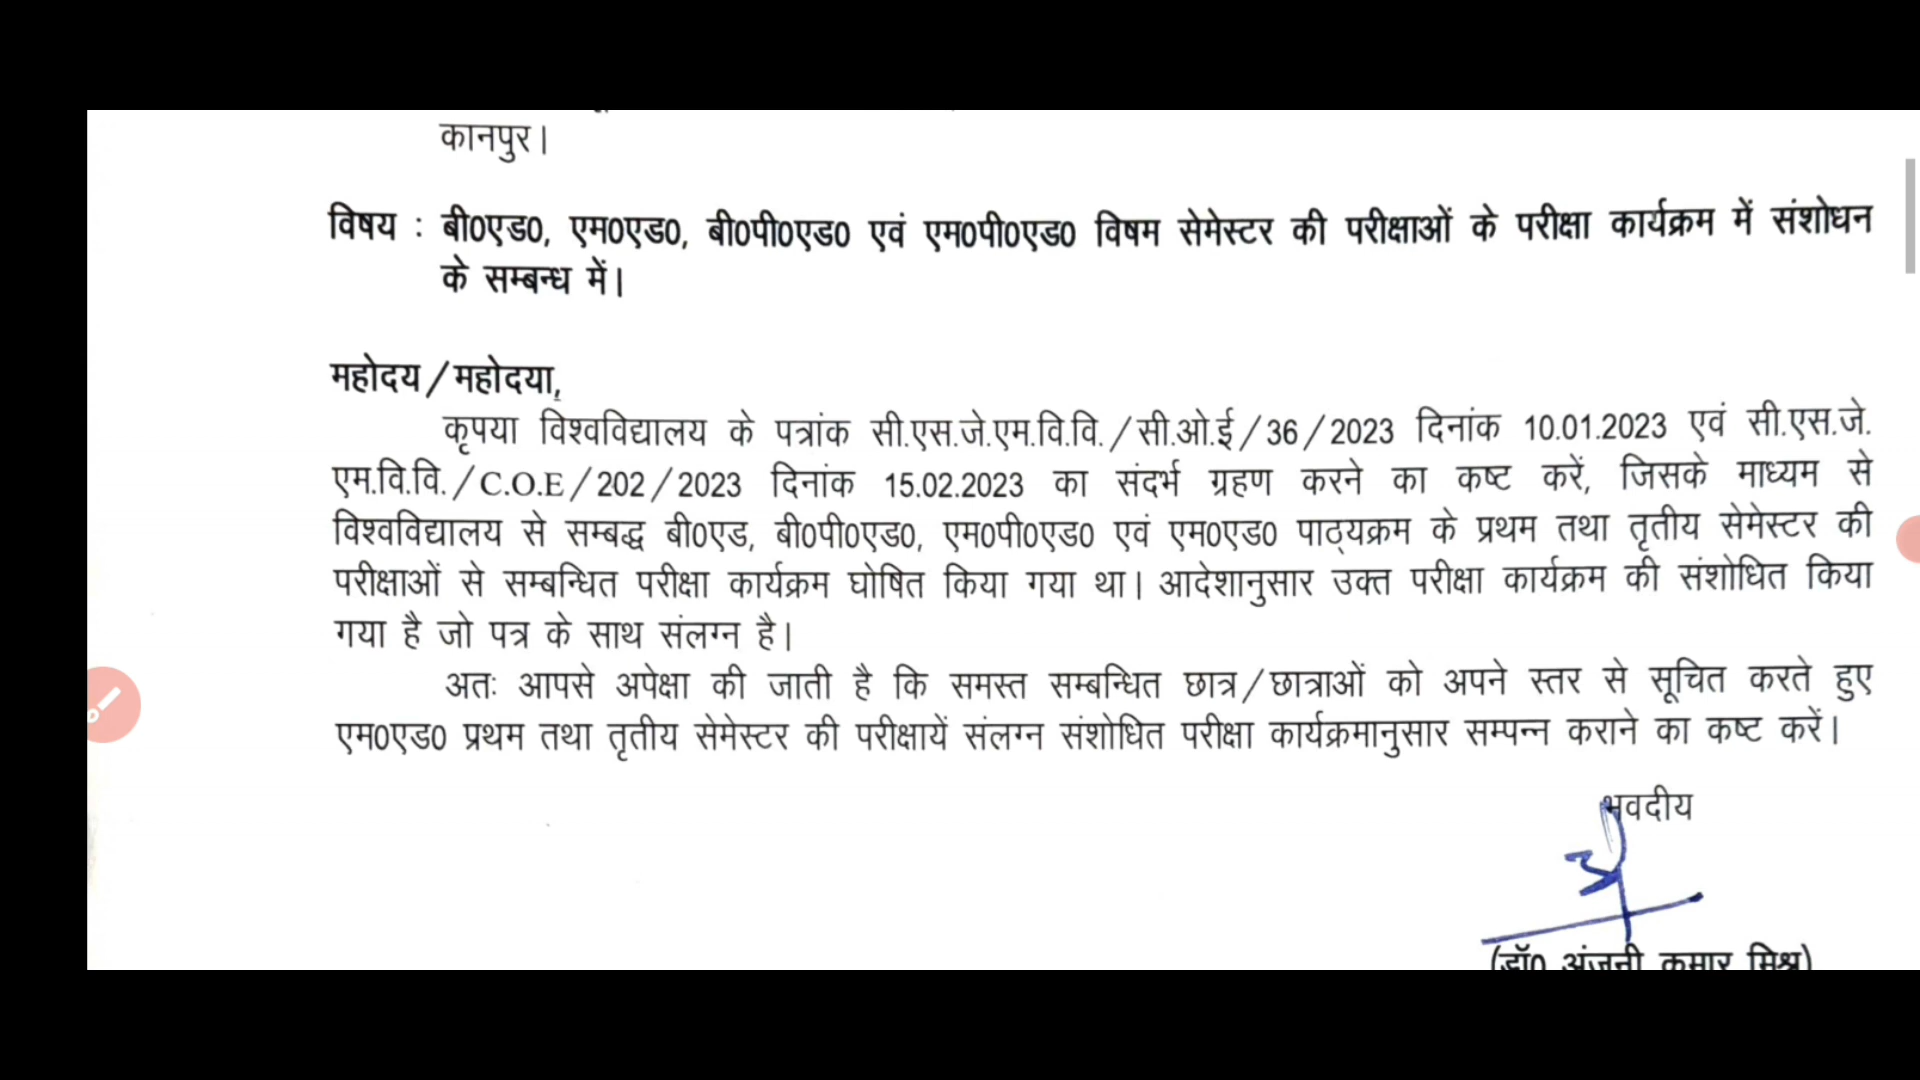 कानपुर।
विषय : बी0एड0, एम0एड0, बी0पी0एड0 एवं एम0पी0एड0 विषम सेमेस्टर की परीक्षाओं के परीक्षा कार्यक्रम में संशोधन
के सम्बन्ध में।
महोदय/महोदया,
कृपया विश्वविद्यालय के पत्रांक सी.एस.जे.एम.वि.वि./सी.ओ.ई/36/2023 दिनांक 10.01.2023 एवं सी.एस.जे.
एम.वि.वि./C.O.E/202/2023 दिनांक 15.02.2023 का संदर्भ ग्रहण करने का कष्ट करें, जिसके माध्यम से
विश्वविद्यालय से सम्बद्ध बी0एड, बी0पी0एड0, एम0पी0एड0 एवं एम0एड0 पाठ्यक्रम के प्रथम तथा तृतीय सेमेस्टर की
परीक्षाओं से सम्बन्धित परीक्षा कार्यक्रम घोषित किया गया था। आदेशानुसार उक्त परीक्षा कार्यक्रम की संशोधित किया
गया है जो पत्र के साथ संलग्न है।
अतः आपसे अपेक्षा की जाती है कि समस्त सम्बन्धित छात्र/छात्राओं को अपने स्तर से सूचित करते हुए
एम0एड0 प्रथम तथा तृतीय सेमेस्टर की परीक्षायें संलग्न संशोधित परीक्षा कार्यक्रमानुसार सम्पन्न कराने का कष्ट करें।
भवदीय
(डॉ0 अंजनी कुमार मिश्र)